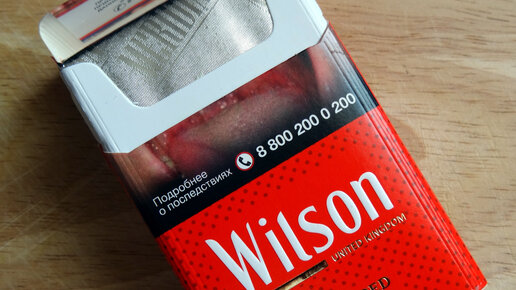 Подробнее
о последствиях
8 800 200 0 200
Wilson
UNITED KINGDOM